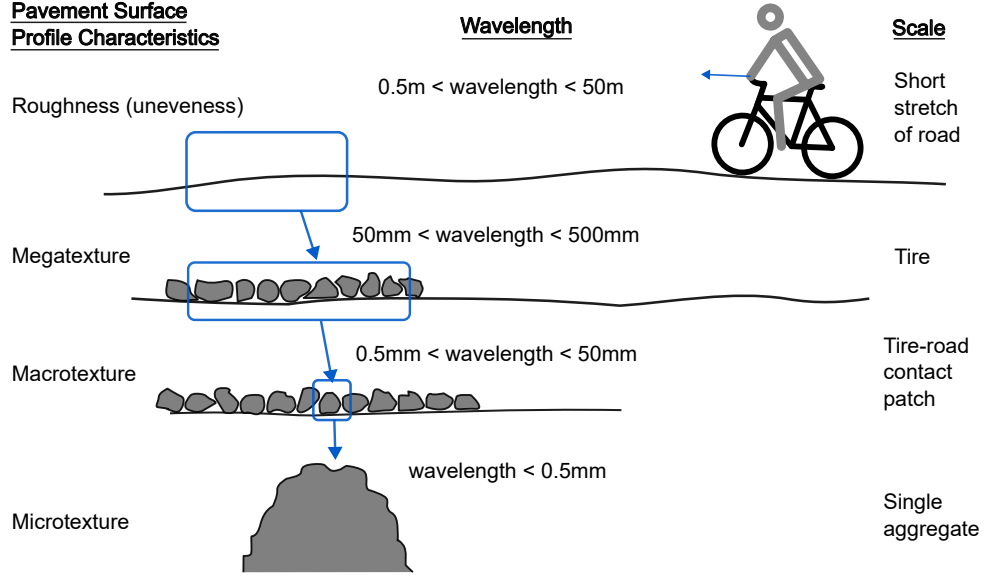 Pavement Surface
Profile Characteristics
Wavelength
Scale
Roughness (uneveness)
0.5m < wavelength < 50m
Short
stretch
of road
Megatexture
50mm < wavelength < 500mm
Tire
Macrotexture
0.5mm < wavelength < 50mm
Tire-road
contact
patch
Microtexture
wavelength < 0.5mm
Single
aggregate